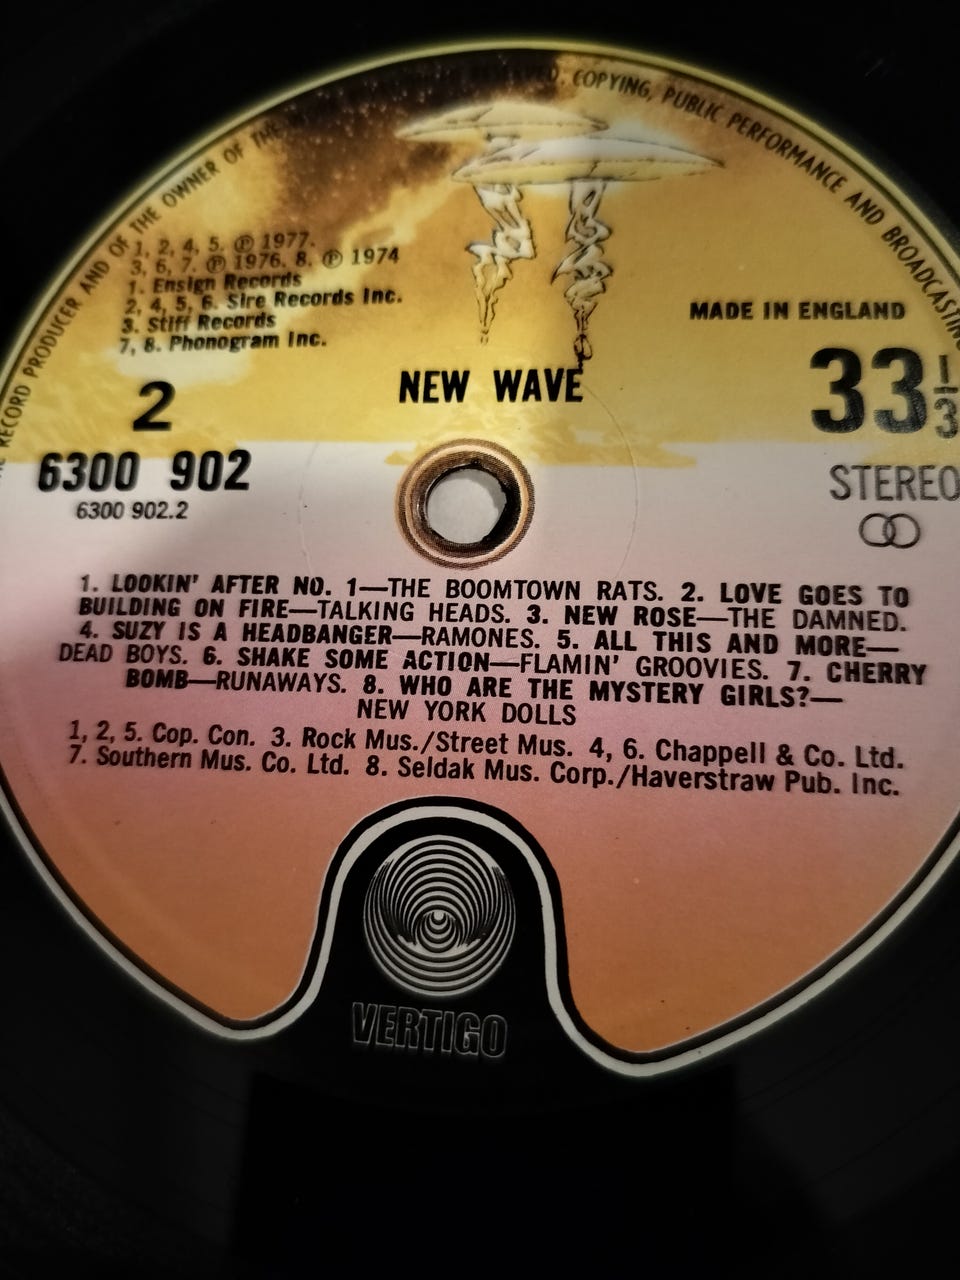 RECORD PRODUCER AND OF THE OWNER OF THE RESERVED. COPYING, PUBLIC PERFORMANCE AND BROADCASTING
1, 2, 4, 5. Ⓟ 1977.
3, 6, 7. Ⓟ 1976. 8. Ⓟ 1974
1. Ensign Records
2, 4, 5, 6. Sire Records Inc.
3. Stiff Records
7, 8. Phonogram Inc.
MADE IN ENGLAND
NEW WAVE
33 1/3
2
6300 902
6300 902.2
STEREO
1. LOOKIN' AFTER NO. 1—THE BOOMTOWN RATS. 2. LOVE GOES TO
BUILDING ON FIRE—TALKING HEADS. 3. NEW ROSE—THE DAMNED.
4. SUZY IS A HEADBANGER—RAMONES. 5. ALL THIS AND MORE—
DEAD BOYS. 6. SHAKE SOME ACTION—FLAMIN' GROOVIES. 7. CHERRY
BOMB—RUNAWAYS. 8. WHO ARE THE MYSTERY GIRLS?—
NEW YORK DOLLS
1, 2, 5. Cop. Con. 3. Rock Mus./Street Mus. 4, 6. Chappell & Co. Ltd.
7. Southern Mus. Co. Ltd. 8. Seldak Mus. Corp./Haverstraw Pub. Inc.
VERTIGO